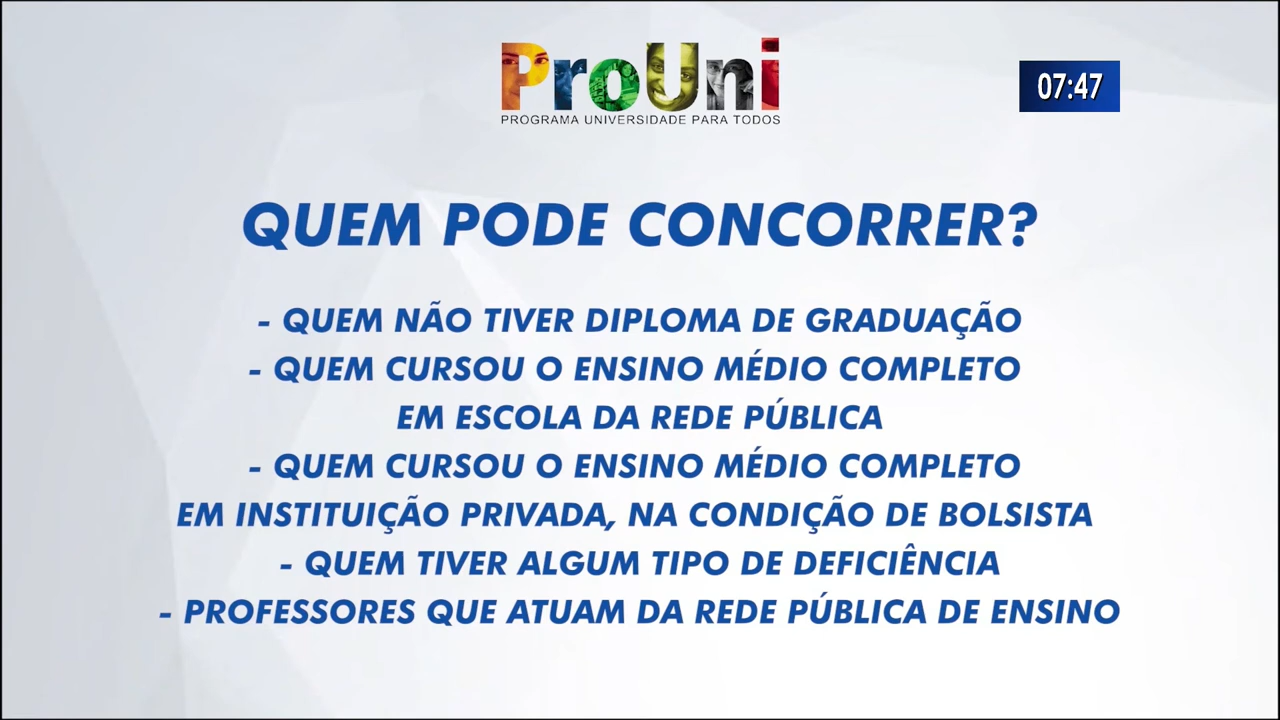 ProUni
PROGRAMA UNIVERSIDADE PARA TODOS
07:47
QUEM PODE CONCORRER?
- QUEM NÃO TIVER DIPLOMA DE GRADUAÇÃO
- QUEM CURSOU O ENSINO MÉDIO COMPLETO
EM ESCOLA DA REDE PÚBLICA
- QUEM CURSOU O ENSINO MÉDIO COMPLETO
EM INSTITUIÇÃO PRIVADA, NA CONDIÇÃO DE BOLSISTA
- QUEM TIVER ALGUM TIPO DE DEFICIÊNCIA
- PROFESSORES QUE ATUAM DA REDE PÚBLICA DE ENSINO